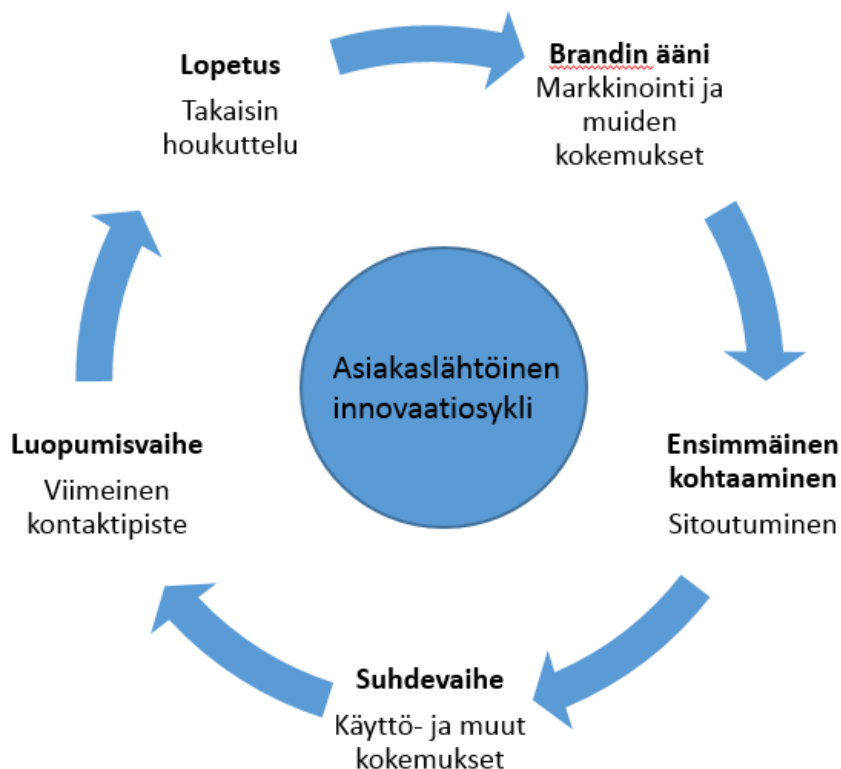 Lopetus
Takaisin
houkuttelu
Brandin ääni
Markkinointi ja
muiden
kokemukset
Asiakaslähtöinen
innovaatiosykli
Ensimmäinen
kohtaaminen
Sitoutuminen
Suhdevaihe
Käyttö- ja muut
kokemukset
Luopumisvaihe
Viimeinen
kontaktipiste